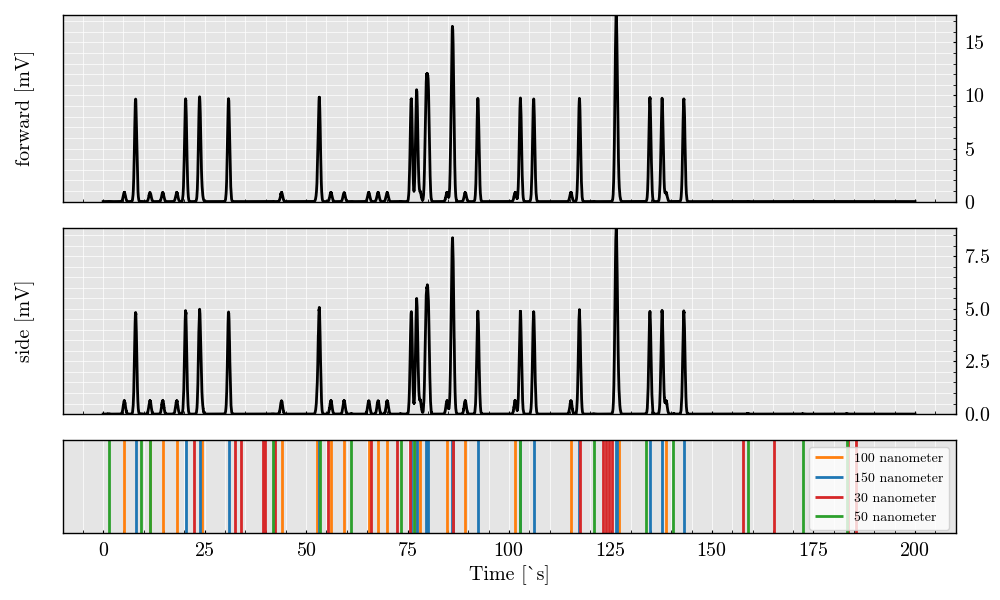 forward [mV]
15
10
5
0
side [mV]
7.5
5.0
2.5
0.0
100 nanometer
150 nanometer
30 nanometer
50 nanometer
0 25 50 75 100 125 150 175 200
Time [`s]